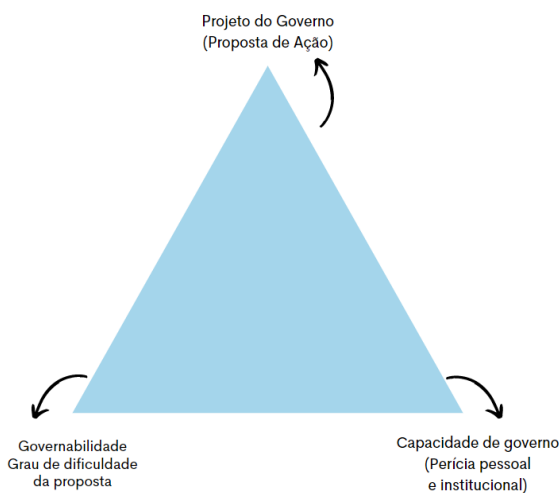 Projeto do Governo
(Proposta de Ação)
Governabilidade
Grau de dificuldade
da proposta
Capacidade de governo
(Perícia pessoal
e institucional)